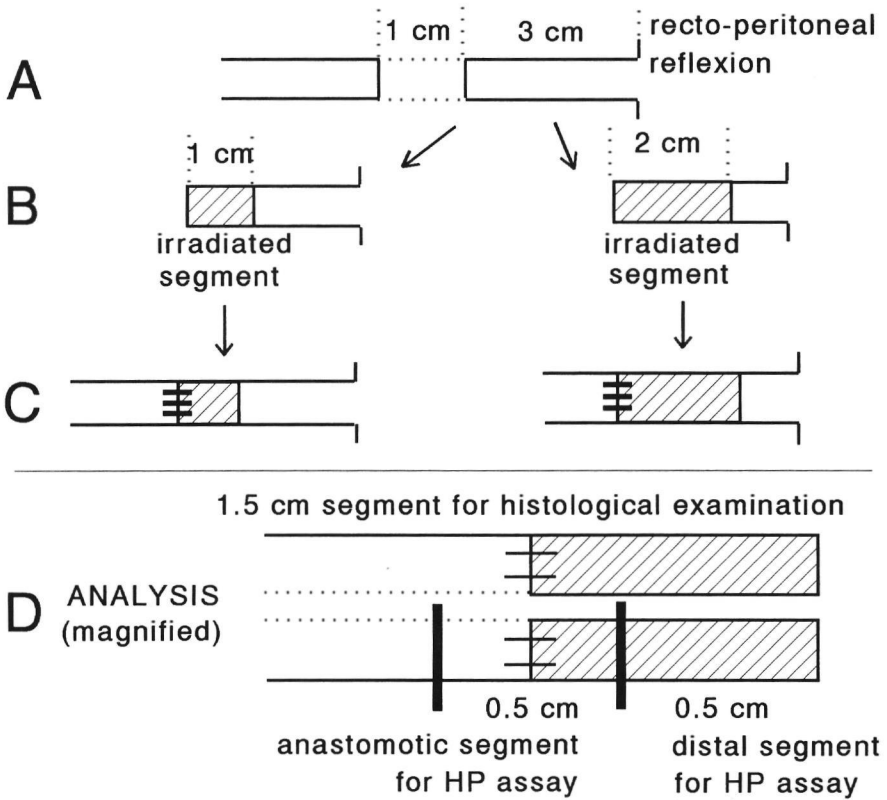 1 cm
3 cm
recto-peritoneal
reflexion
A
1 cm
2 cm
B
irradiated
segment
irradiated
segment
C
1.5 cm segment for histological examination
D
ANALYSIS
(magnified)
0.5 cm
anastomotic segment
for HP assay
0.5 cm
distal segment
for HP assay